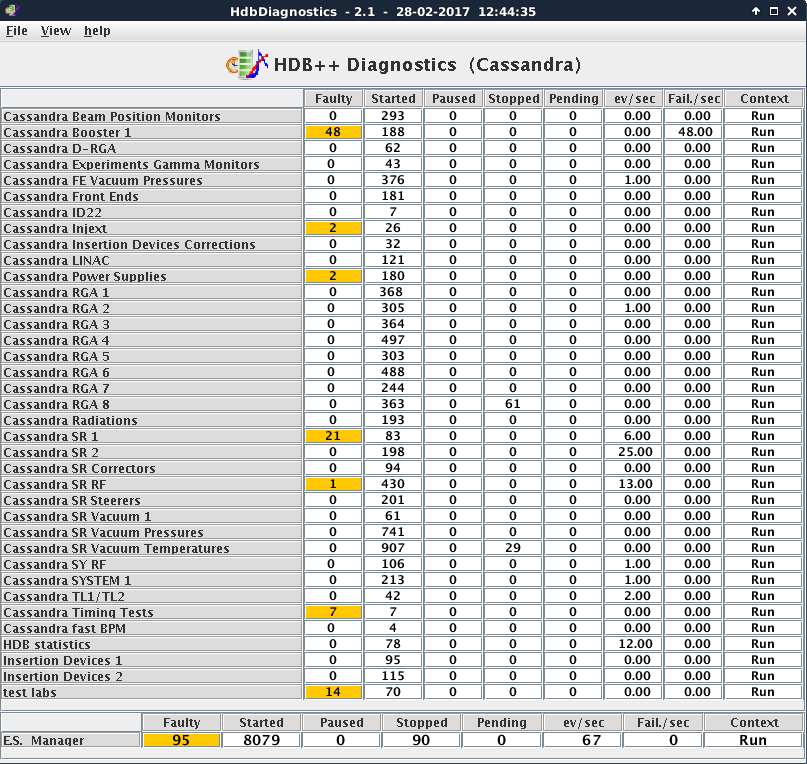 HdbDiagnostics - 2.1 - 28-02-2017 12:44:35
File View help
HDB++ Diagnostics (Cassandra)
Faulty Started Paused Stopped Pending ev/sec Fail./sec Context
Cassandra Beam Position Monitors 0 293 0 0 0 0.00 0.00 Run
Cassandra Booster 1 48 188 0 0 0 0.00 48.00 Run
Cassandra D-RGA 0 62 0 0 0 0.00 0.00 Run
Cassandra Experiments Gamma Monitors 0 43 0 0 0 0.00 0.00 Run
Cassandra FE Vacuum Pressures 0 376 0 0 0 1.00 0.00 Run
Cassandra Front Ends 0 181 0 0 0 0.00 0.00 Run
Cassandra ID22 0 7 0 0 0 0.00 0.00 Run
Cassandra Injext 2 26 0 0 0 0.00 0.00 Run
Cassandra Insertion Devices Corrections 0 32 0 0 0 0.00 0.00 Run
Cassandra LINAC 0 121 0 0 0 0.00 0.00 Run
Cassandra Power Supplies 2 180 0 0 0 0.00 0.00 Run
Cassandra RGA 1 0 368 0 0 0 0.00 0.00 Run
Cassandra RGA 2 0 305 0 0 0 1.00 0.00 Run
Cassandra RGA 3 0 364 0 0 0 0.00 0.00 Run
Cassandra RGA 4 0 497 0 0 0 0.00 0.00 Run
Cassandra RGA 5 0 303 0 0 0 0.00 0.00 Run
Cassandra RGA 6 0 488 0 0 0 0.00 0.00 Run
Cassandra RGA 7 0 244 0 0 0 0.00 0.00 Run
Cassandra RGA 8 0 363 0 61 0 0.00 0.00 Run
Cassandra Radiations 0 193 0 0 0 0.00 0.00 Run
Cassandra SR 1 21 83 0 0 0 6.00 0.00 Run
Cassandra SR 2 0 198 0 0 0 25.00 0.00 Run
Cassandra SR Correctors 0 94 0 0 0 0.00 0.00 Run
Cassandra SR RF 1 430 0 0 0 13.00 0.00 Run
Cassandra SR Steerers 0 201 0 0 0 0.00 0.00 Run
Cassandra SR Vacuum 1 0 61 0 0 0 0.00 0.00 Run
Cassandra SR Vacuum Pressures 0 741 0 0 0 0.00 0.00 Run
Cassandra SR Vacuum Temperatures 0 907 0 29 0 0.00 0.00 Run
Cassandra SY RF 0 106 0 0 0 1.00 0.00 Run
Cassandra SYSTEM 1 0 213 0 0 0 1.00 0.00 Run
Cassandra TL1/TL2 0 42 0 0 0 2.00 0.00 Run
Cassandra Timing Tests 7 7 0 0 0 0.00 0.00 Run
Cassandra fast BPM 0 4 0 0 0 0.00 0.00 Run
HDB statistics 0 78 0 0 0 12.00 0.00 Run
Insertion Devices 1 0 95 0 0 0 0.00 0.00 Run
Insertion Devices 2 0 115 0 0 0 0.00 0.00 Run
test labs 14 70 0 0 0 0.00 0.00 Run
Faulty Started Paused Stopped Pending ev/sec Fail./sec Context
E.S. Manager 95 8079 0 90 0 67 0 Run